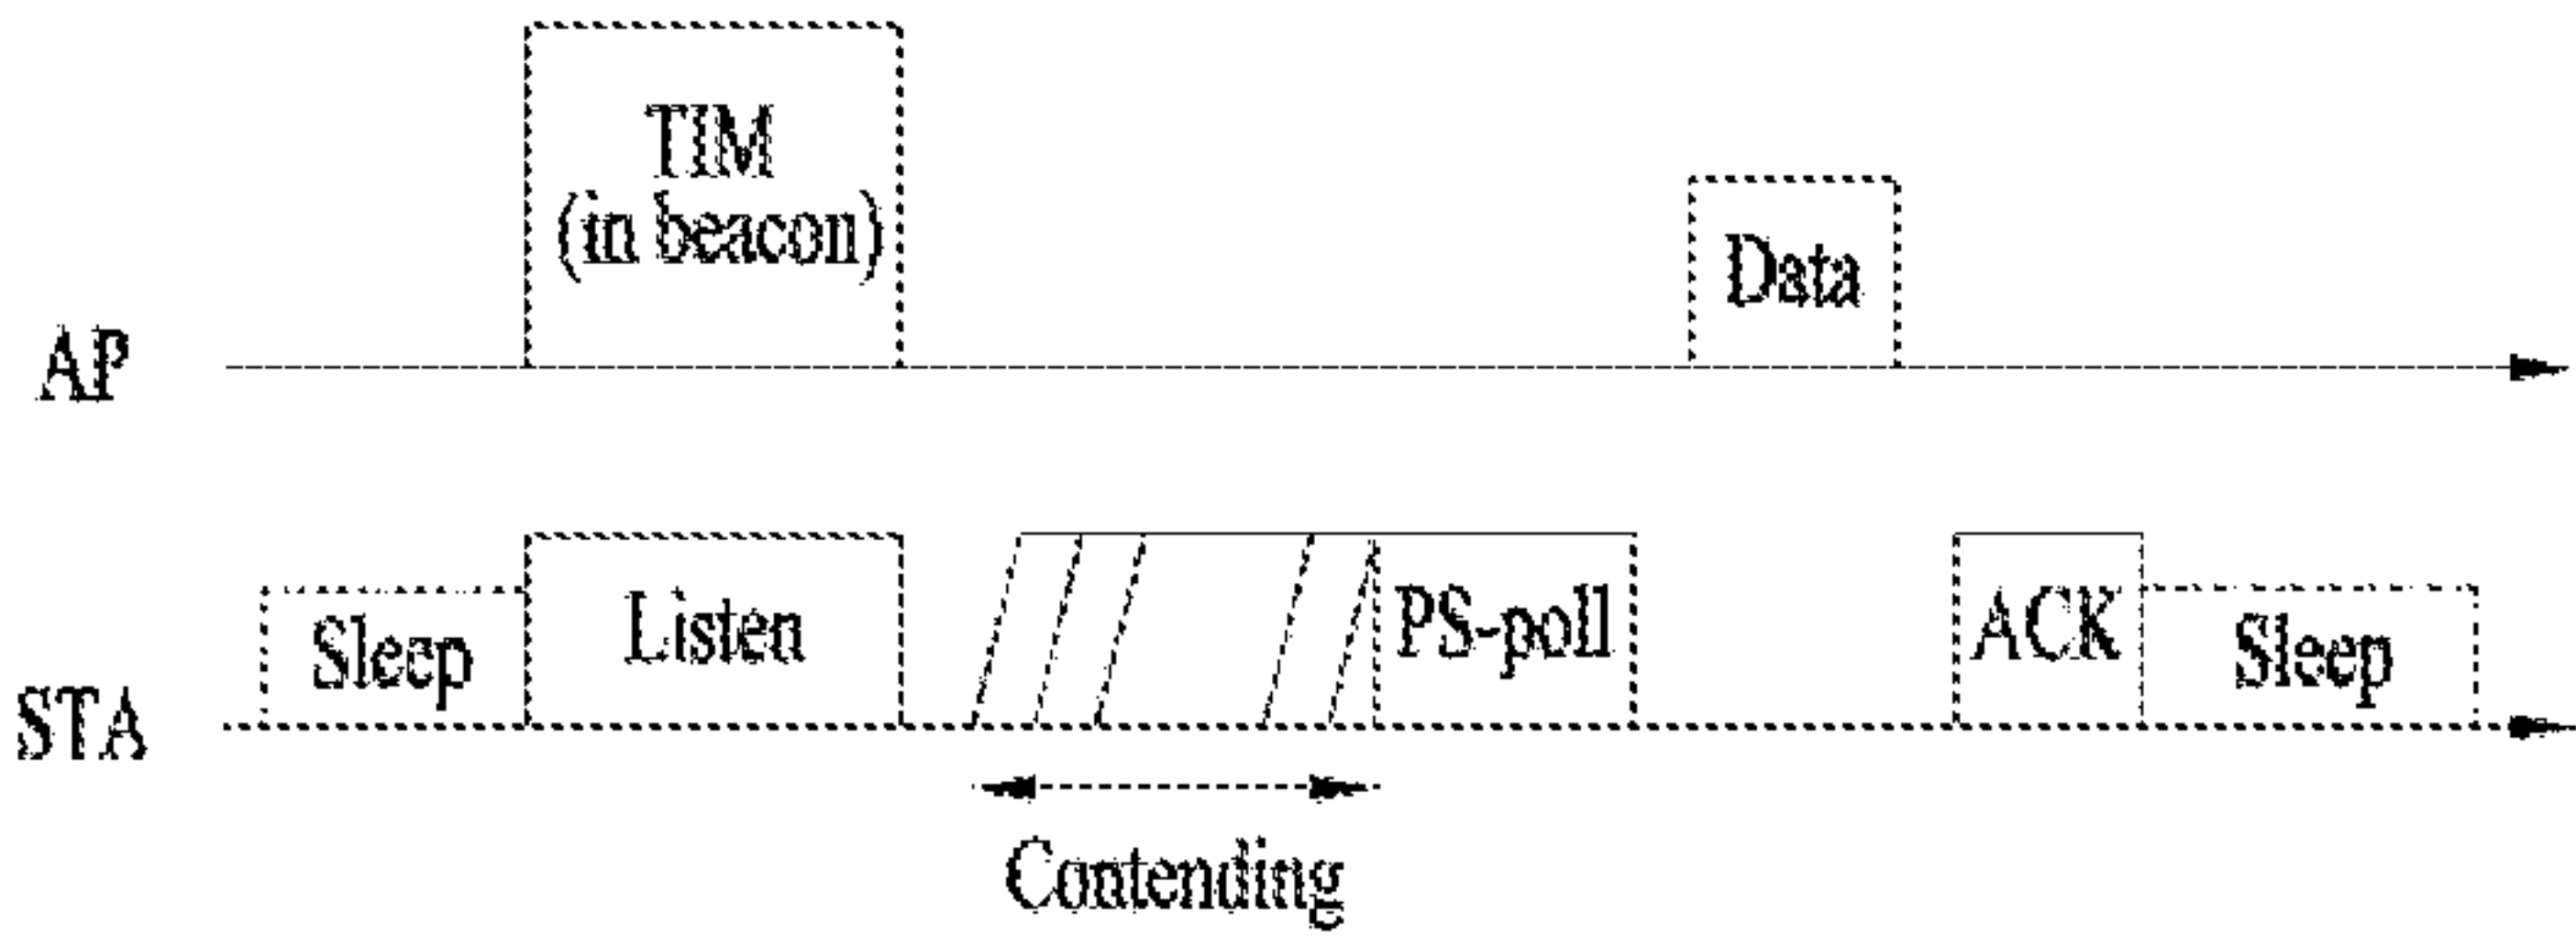 TIM
(in beacon)
Data
AP
Sleep
Listen
PS-poll
ACK
Sleep
STA
Contending